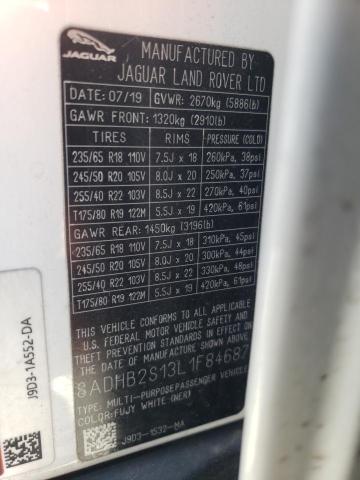 JAGUAR
MANUFACTURED BY
JAGUAR LAND ROVER LTD
DATE: 07/19 GVWR: 2670kg (5886lb)
GAWR FRONT: 1320kg (2910lb)
TIRES RIMS PRESSURE (COLD)
235/65 R18 110V 7.5J x 18 260kPa, 38psi
245/50 R20 105V 8.0J x 20 250kPa, 37psi
255/40 R22 103V 8.5J x 22 270kPa, 40psi
T175/80 R19 122M 5.5J x 19 420kPa, 61psi
GAWR REAR: 1450kg (3196lb)
235/65 R18 110V 7.5J x 18 310kPa, 45psi
245/50 R20 105V 8.0J x 20 300kPa, 44psi
255/40 R22 103V 8.5J x 22 330kPa, 48psi
T175/80 R19 122M 5.5J x 19 420kPa, 61psi
THIS VEHICLE CONFORMS TO ALL APPLICABLE
U.S. FEDERAL MOTOR VEHICLE SAFETY
STANDARDS IN EFFECT ON THE DATE
OF MANUFACTURE SHOWN ABOVE
SADHB2S13L1F84687
TYPE: MULTI-PURPOSE PASSENGER VEHICLE
COLOR: FUJI WHITE (NER)
J9D3-1532-MA
J9D3-1A552-DA